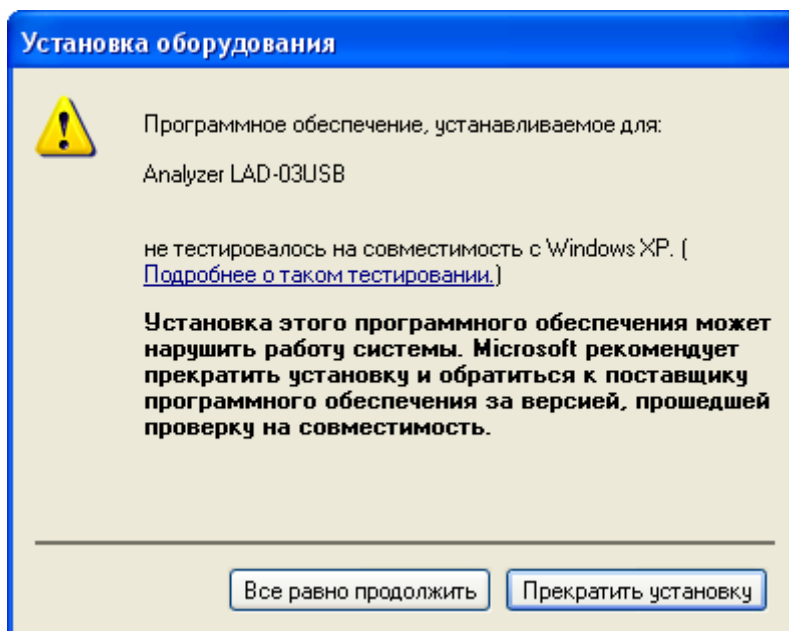 Установка оборудования
Программное обеспечение, устанавливаемое для:
Analyzer LAD-03USB
не тестировалось на совместимость с Windows XP. (
Подробнее о таком тестировании.)
Установка этого программного обеспечения может
нарушить работу системы. Microsoft рекомендует
прекратить установку и обратиться к поставщику
программного обеспечения за версией, прошедшей
проверку на совместимость.
Все равно продолжить
Прекратить установку